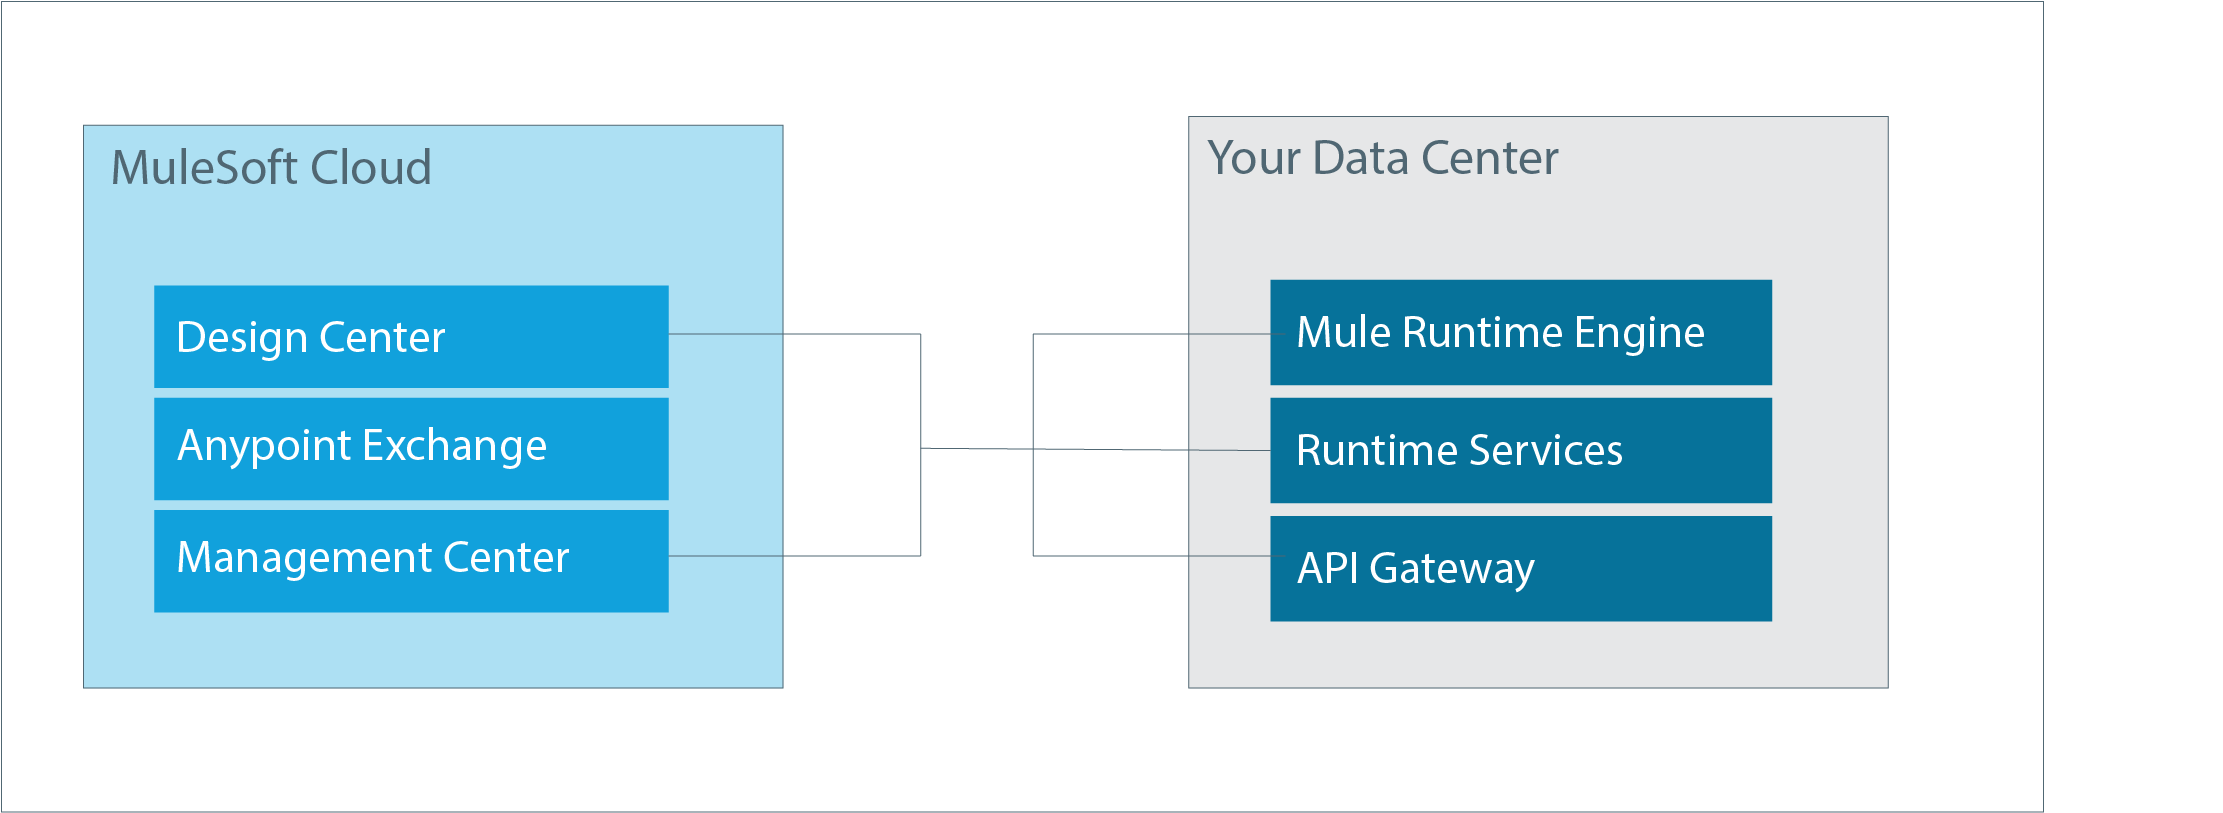 MuleSoft Cloud
Design Center
Anypoint Exchange
Management Center
Your Data Center
Mule Runtime Engine
Runtime Services
API Gateway